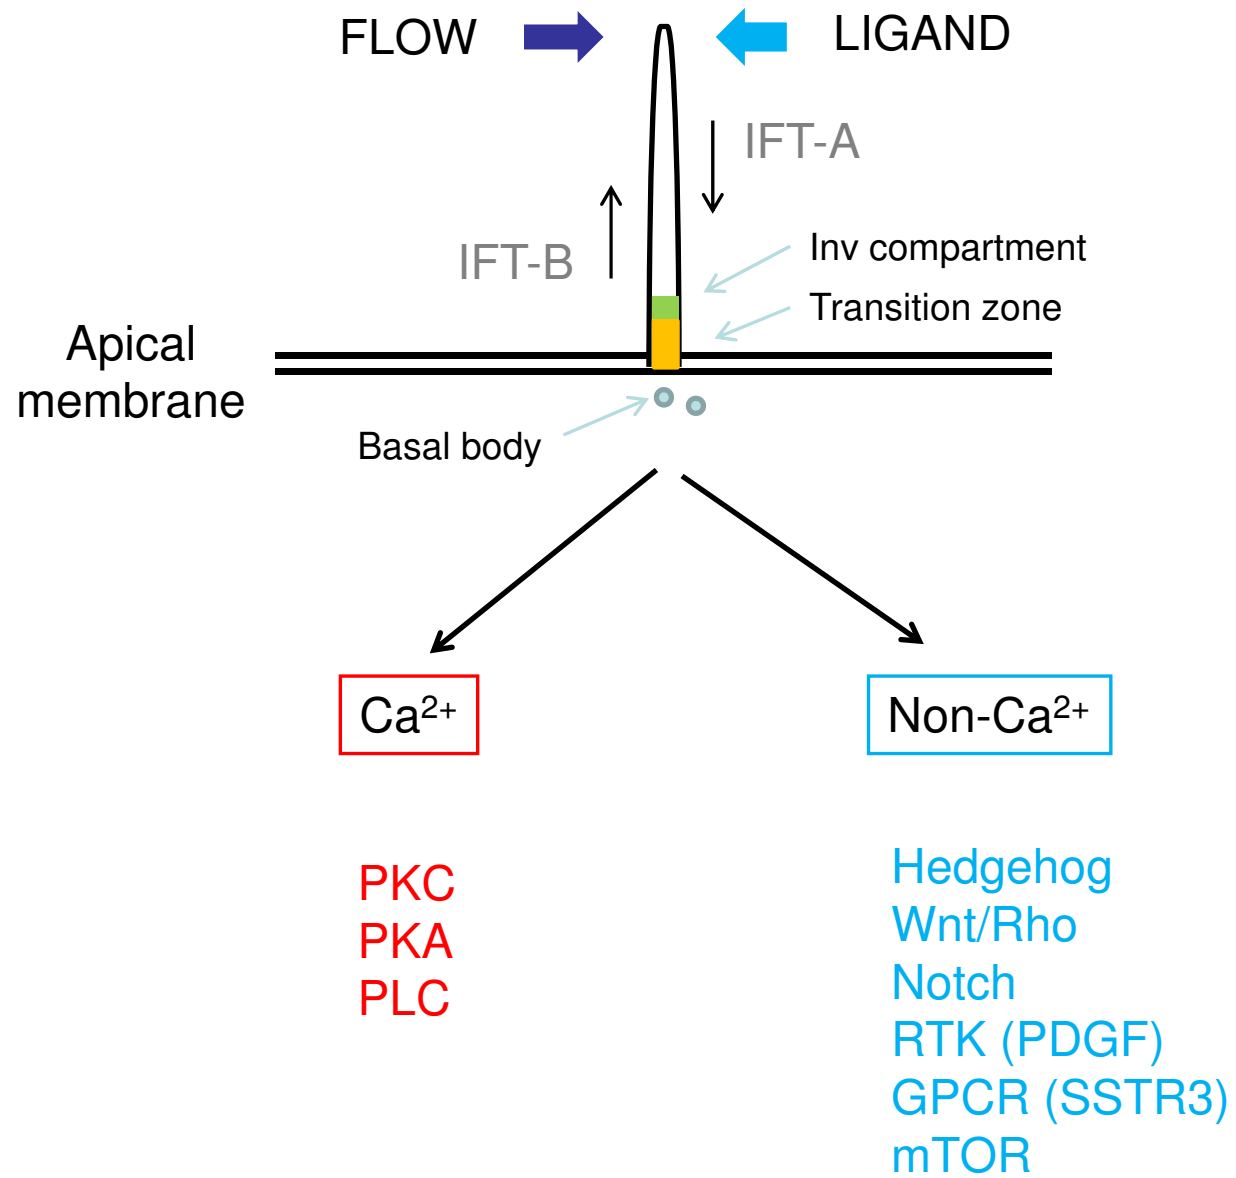 FLOW
LIGAND
IFT-A
IFT-B
Inv compartment
Transition zone
Apical
membrane
Basal body
Ca²⁺
Non-Ca²⁺
PKC
PKA
PLC
Hedgehog
Wnt/Rho
Notch
RTK (PDGF)
GPCR (SSTR3)
mTOR